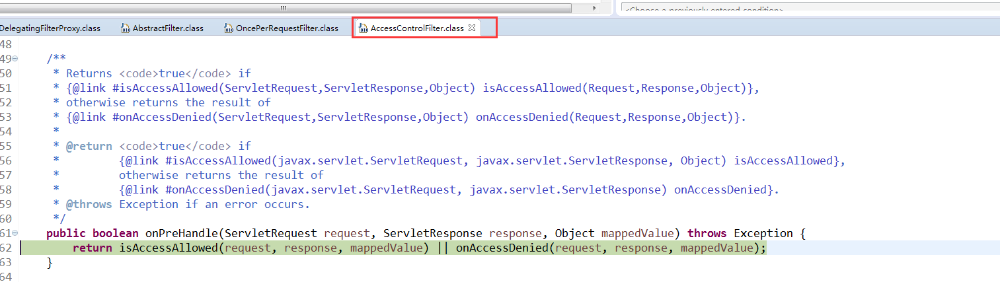 <Choose a previously entered condition>
DelegatingFilterProxy.class AbstractFilter.class OncePerRequestFilter.class AccessControlFilter.class
48
49 /**
50 * Returns <code>true</code> if
51 * {@link #isAccessAllowed(ServletRequest,ServletResponse,Object) isAccessAllowed(Request,Response,Object)},
52 * otherwise returns the result of
53 * {@link #onAccessDenied(ServletRequest,ServletResponse,Object) onAccessDenied(Request,Response,Object)}.
54 *
55 * @return <code>true</code> if
56 * {@link #isAccessAllowed(javax.servlet.ServletRequest, javax.servlet.ServletResponse, Object) isAccessAllowed},
57 * otherwise returns the result of
58 * {@link #onAccessDenied(javax.servlet.ServletRequest, javax.servlet.ServletResponse) onAccessDenied}.
59 * @throws Exception if an error occurs.
60 */
61 public boolean onPreHandle(ServletRequest request, ServletResponse response, Object mappedValue) throws Exception {
62 return isAccessAllowed(request, response, mappedValue) || onAccessDenied(request, response, mappedValue);
63 }
64